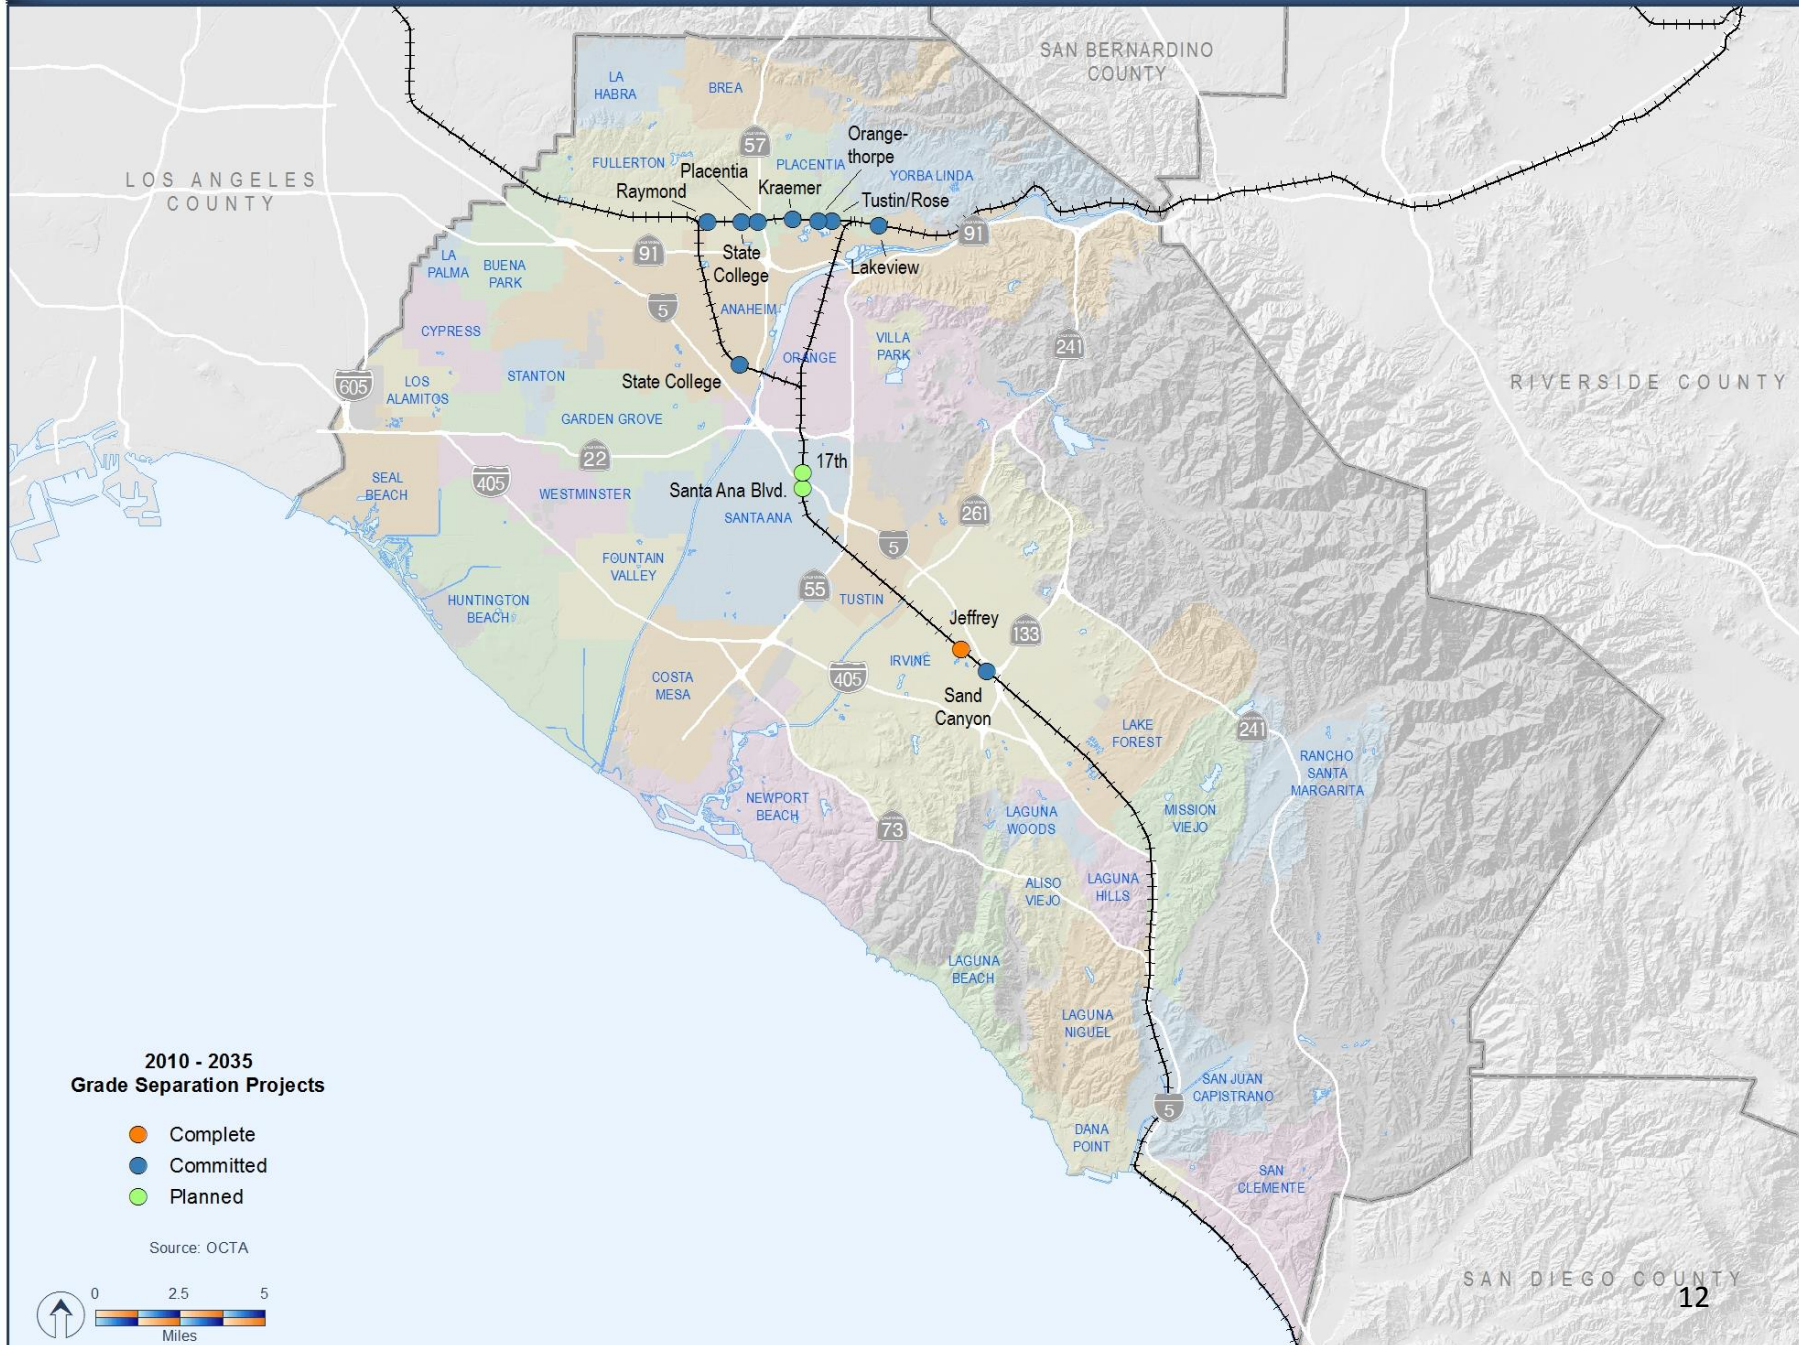 SAN BERNARDINO
COUNTY
LA
HABRA
BREA
57
Orange-
thorpe
FULLERTON
PLACENTIA
Placentia
YORBA LINDA
LOS ANGELES
COUNTY
Raymond
Kraemer
Tustin/Rose
91
91
State
College
Lakeview
LA
PALMA
BUENA
PARK
5
ANAHEIM
CYPRESS
VILLA
PARK
241
ORANGE
605
LOS
ALAMITOS
STANTON
State College
RIVERSIDE COUNTY
GARDEN GROVE
22
17th
SEAL
BEACH
405
WESTMINSTER
Santa Ana Blvd.
SANTA ANA
261
5
FOUNTAIN
VALLEY
55
TUSTIN
HUNTINGTON
BEACH
Jeffrey
133
IRVINE
405
COSTA
MESA
Sand
Canyon
LAKE
FOREST
241
RANCHO
SANTA
MARGARITA
NEWPORT
BEACH
73
LAGUNA
WOODS
MISSION
VIEJO
ALISO
VIEJO
LAGUNA
HILLS
LAGUNA
BEACH
LAGUNA
NIGUEL
SAN JUAN
CAPISTRANO
5
DANA
POINT
SAN
CLEMENTE
SAN DIEGO COUNTY
12
2010 - 2035
Grade Separation Projects
Complete
Committed
Planned
Source: OCTA
0 2.5 5
Miles